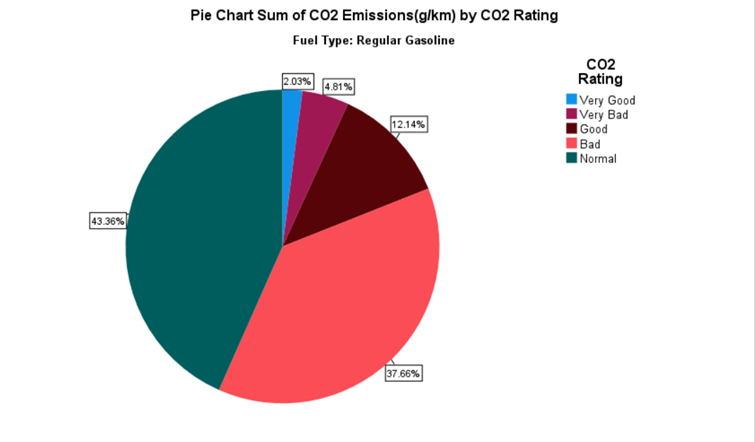 Pie Chart Sum of CO2 Emissions(g/km) by CO2 Rating
Fuel Type: Regular Gasoline
2.03%
4.81%
12.14%
43.36%
37.66%
CO2
Rating
Very Good
Very Bad
Good
Bad
Normal